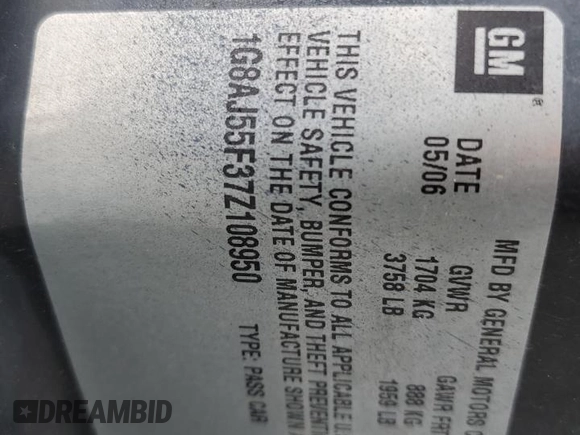 GM
®
MFD BY GENERAL MOTORS C
DATE GVWR GAWR FRT
05/06 1704 KG 888 KG
3758 LB 1958 LB
THIS VEHICLE CONFORMS TO ALL APPLICABLE U.
VEHICLE SAFETY, BUMPER, AND THEFT PREVENTI
EFFECT ON THE DATE OF MANUFACTURE SHOWN A
1G8AJ55F37Z108950 TYPE: PASS CAR
DREAMBID